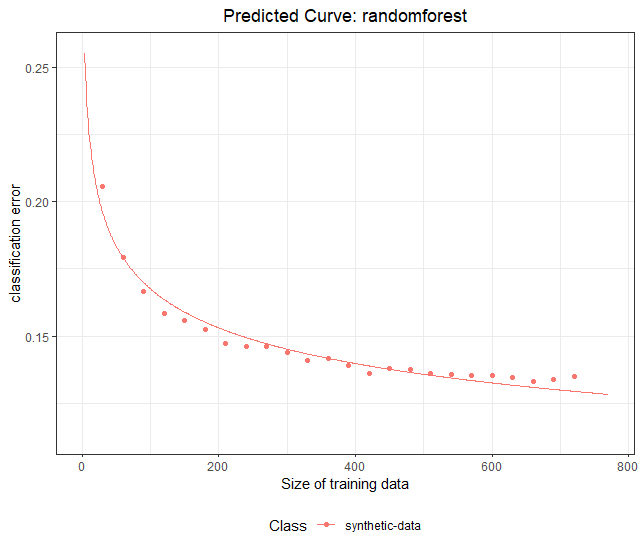 Predicted Curve: randomforest
classification error
0.25
0.20
0.15
0
200
400
600
800
Size of training data
Class
synthetic-data